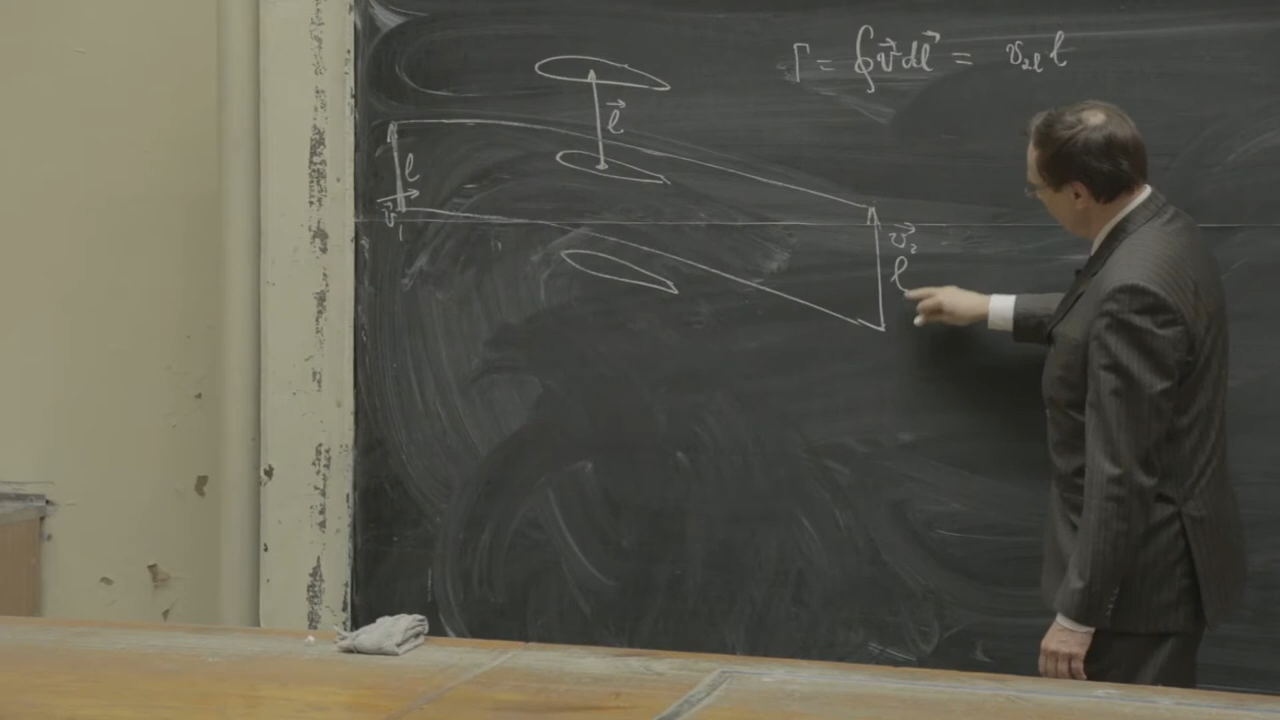 Γ = ∮ v⃗ dl⃗ = v₂ₗ l
l⃗
l
v⃗₁
v⃗₂
l